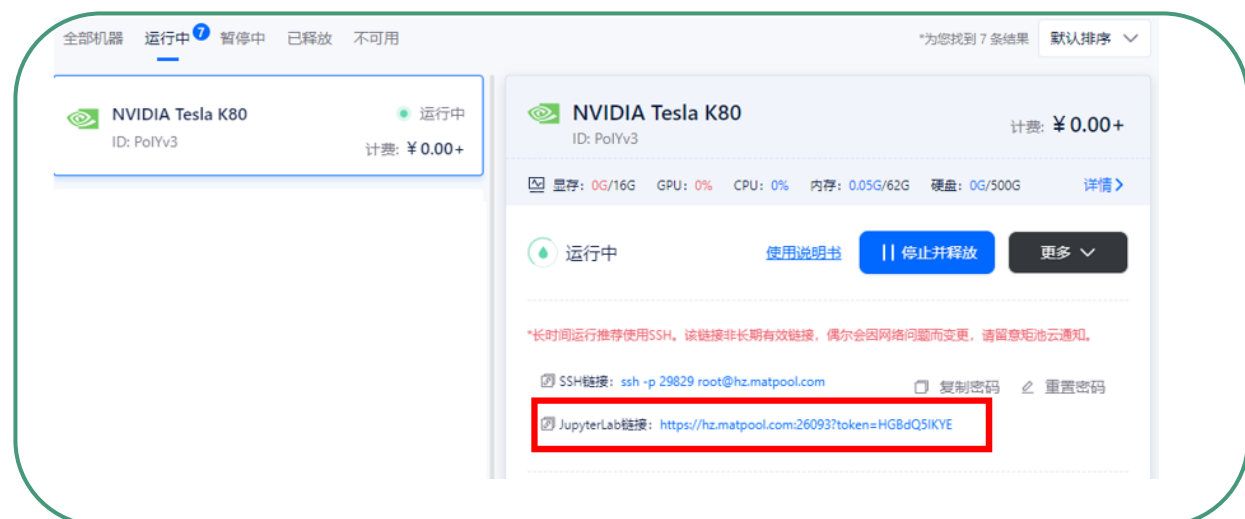 全部机器 运行中 7 暂停中 已释放 不可用
*为您找到 7 条结果 默认排序
NVIDIA Tesla K80 运行中
ID: PolYv3
计费: ¥ 0.00+
NVIDIA Tesla K80
ID: PolYv3
计费: ¥ 0.00+
显存: 0G/16G GPU: 0% CPU: 0% 内存: 0.05G/62G 硬盘: 0G/500G 详情
运行中 使用说明书 停止并释放 更多
*长时间运行推荐使用SSH。该链接非长期有效链接，偶尔会因网络问题而变更，请留意矩池云通知。
SSH链接: ssh -p 29829 root@hz.matpool.com 复制密码 重置密码
JupyterLab链接: https://hz.matpool.com:26093?token=HGBdQ5IKYE